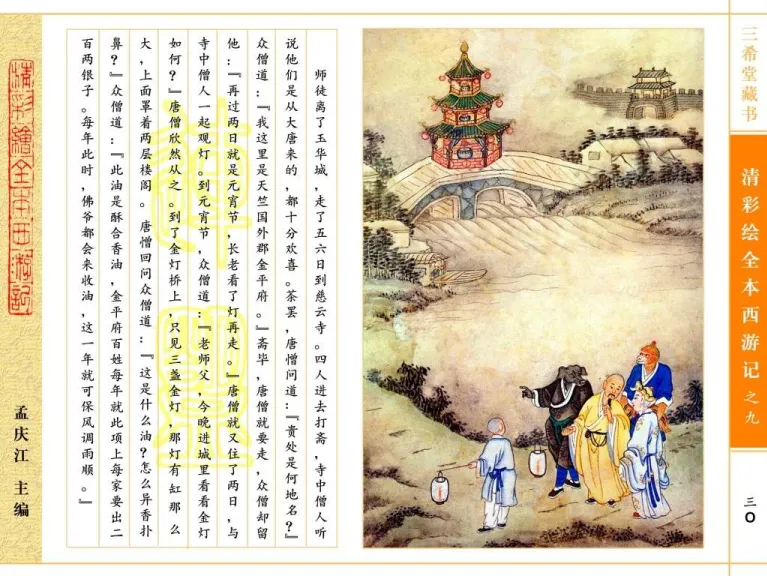 三希堂藏书
清彩绘全本西游记之九
三〇
师徒离了玉华城，走了五六日到慈云寺。四人进去打斋，寺中僧人听
说他们是从大唐来的，都十分欢喜。茶罢，唐僧问道：『贵处是何地名？』
众僧道：『我这里是天竺国外郡金平府。』斋毕，唐僧就要走，众僧却留
他：『再过两日就是元宵节，长老看了灯再走。』唐僧就又住了两日，与
寺中僧人一起观灯。到元宵节，众僧道：『老师父，今晚进城里看看金灯
如何？』唐僧欣然从之。到了金灯桥上，只见三盏金灯，那灯有缸那么
大，上面罩着两层楼阁。唐僧回问众僧道：『这是什么油？怎么异香扑
鼻？』众僧道：『此油是酥合香油，金平府百姓每年就此项上每家要出二
百两银子。每年此时，佛爷都会来收油，这一年就可保风调雨顺。』
精彩繪全本西游記
孟庆江 主编